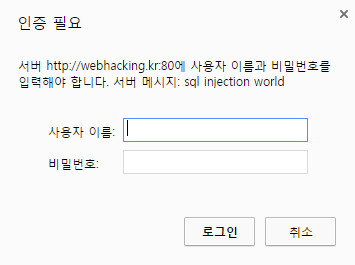 인증 필요
서버 http://webhacking.kr:80에 사용자 이름과 비밀번호를
입력해야 합니다. 서버 메시지: sql injection world
사용자 이름:
비밀번호:
로그인 취소